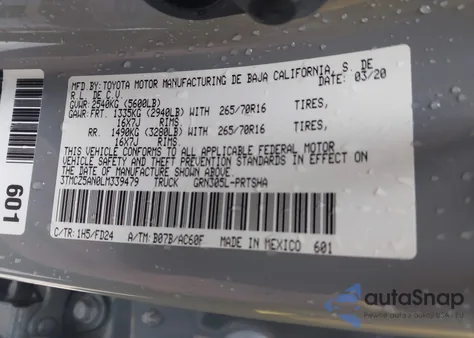 MFD.BY:TOYOTA MOTOR MANUFACTURING DE BAJA CALIFORNIA, S. DE
R.L. DE C.V. 03/20
GVWR: 2540KG (5600LB)
GAWR: FRT. 1335KG (2940LB) WITH 265/70R16 TIRES,
16X7J RIMS.
RR. 1490KG (3280LB) WITH 265/70R16 TIRES,
16X7J RIMS.
THIS VEHICLE CONFORMS TO ALL APPLICABLE FEDERAL MOTOR
VEHICLE SAFETY AND THEFT PREVENTION STANDARDS IN EFFECT ON
THE DATE OF MANUFACTURE SHOWN ABOVE.
3TMCZ5AN0LM339479 TRUCK GRN305L-PRTSHA
C/TR: 1H5/FD24 A/TM: B07B/AC60F MADE IN MEXICO 601
601
autoSnap